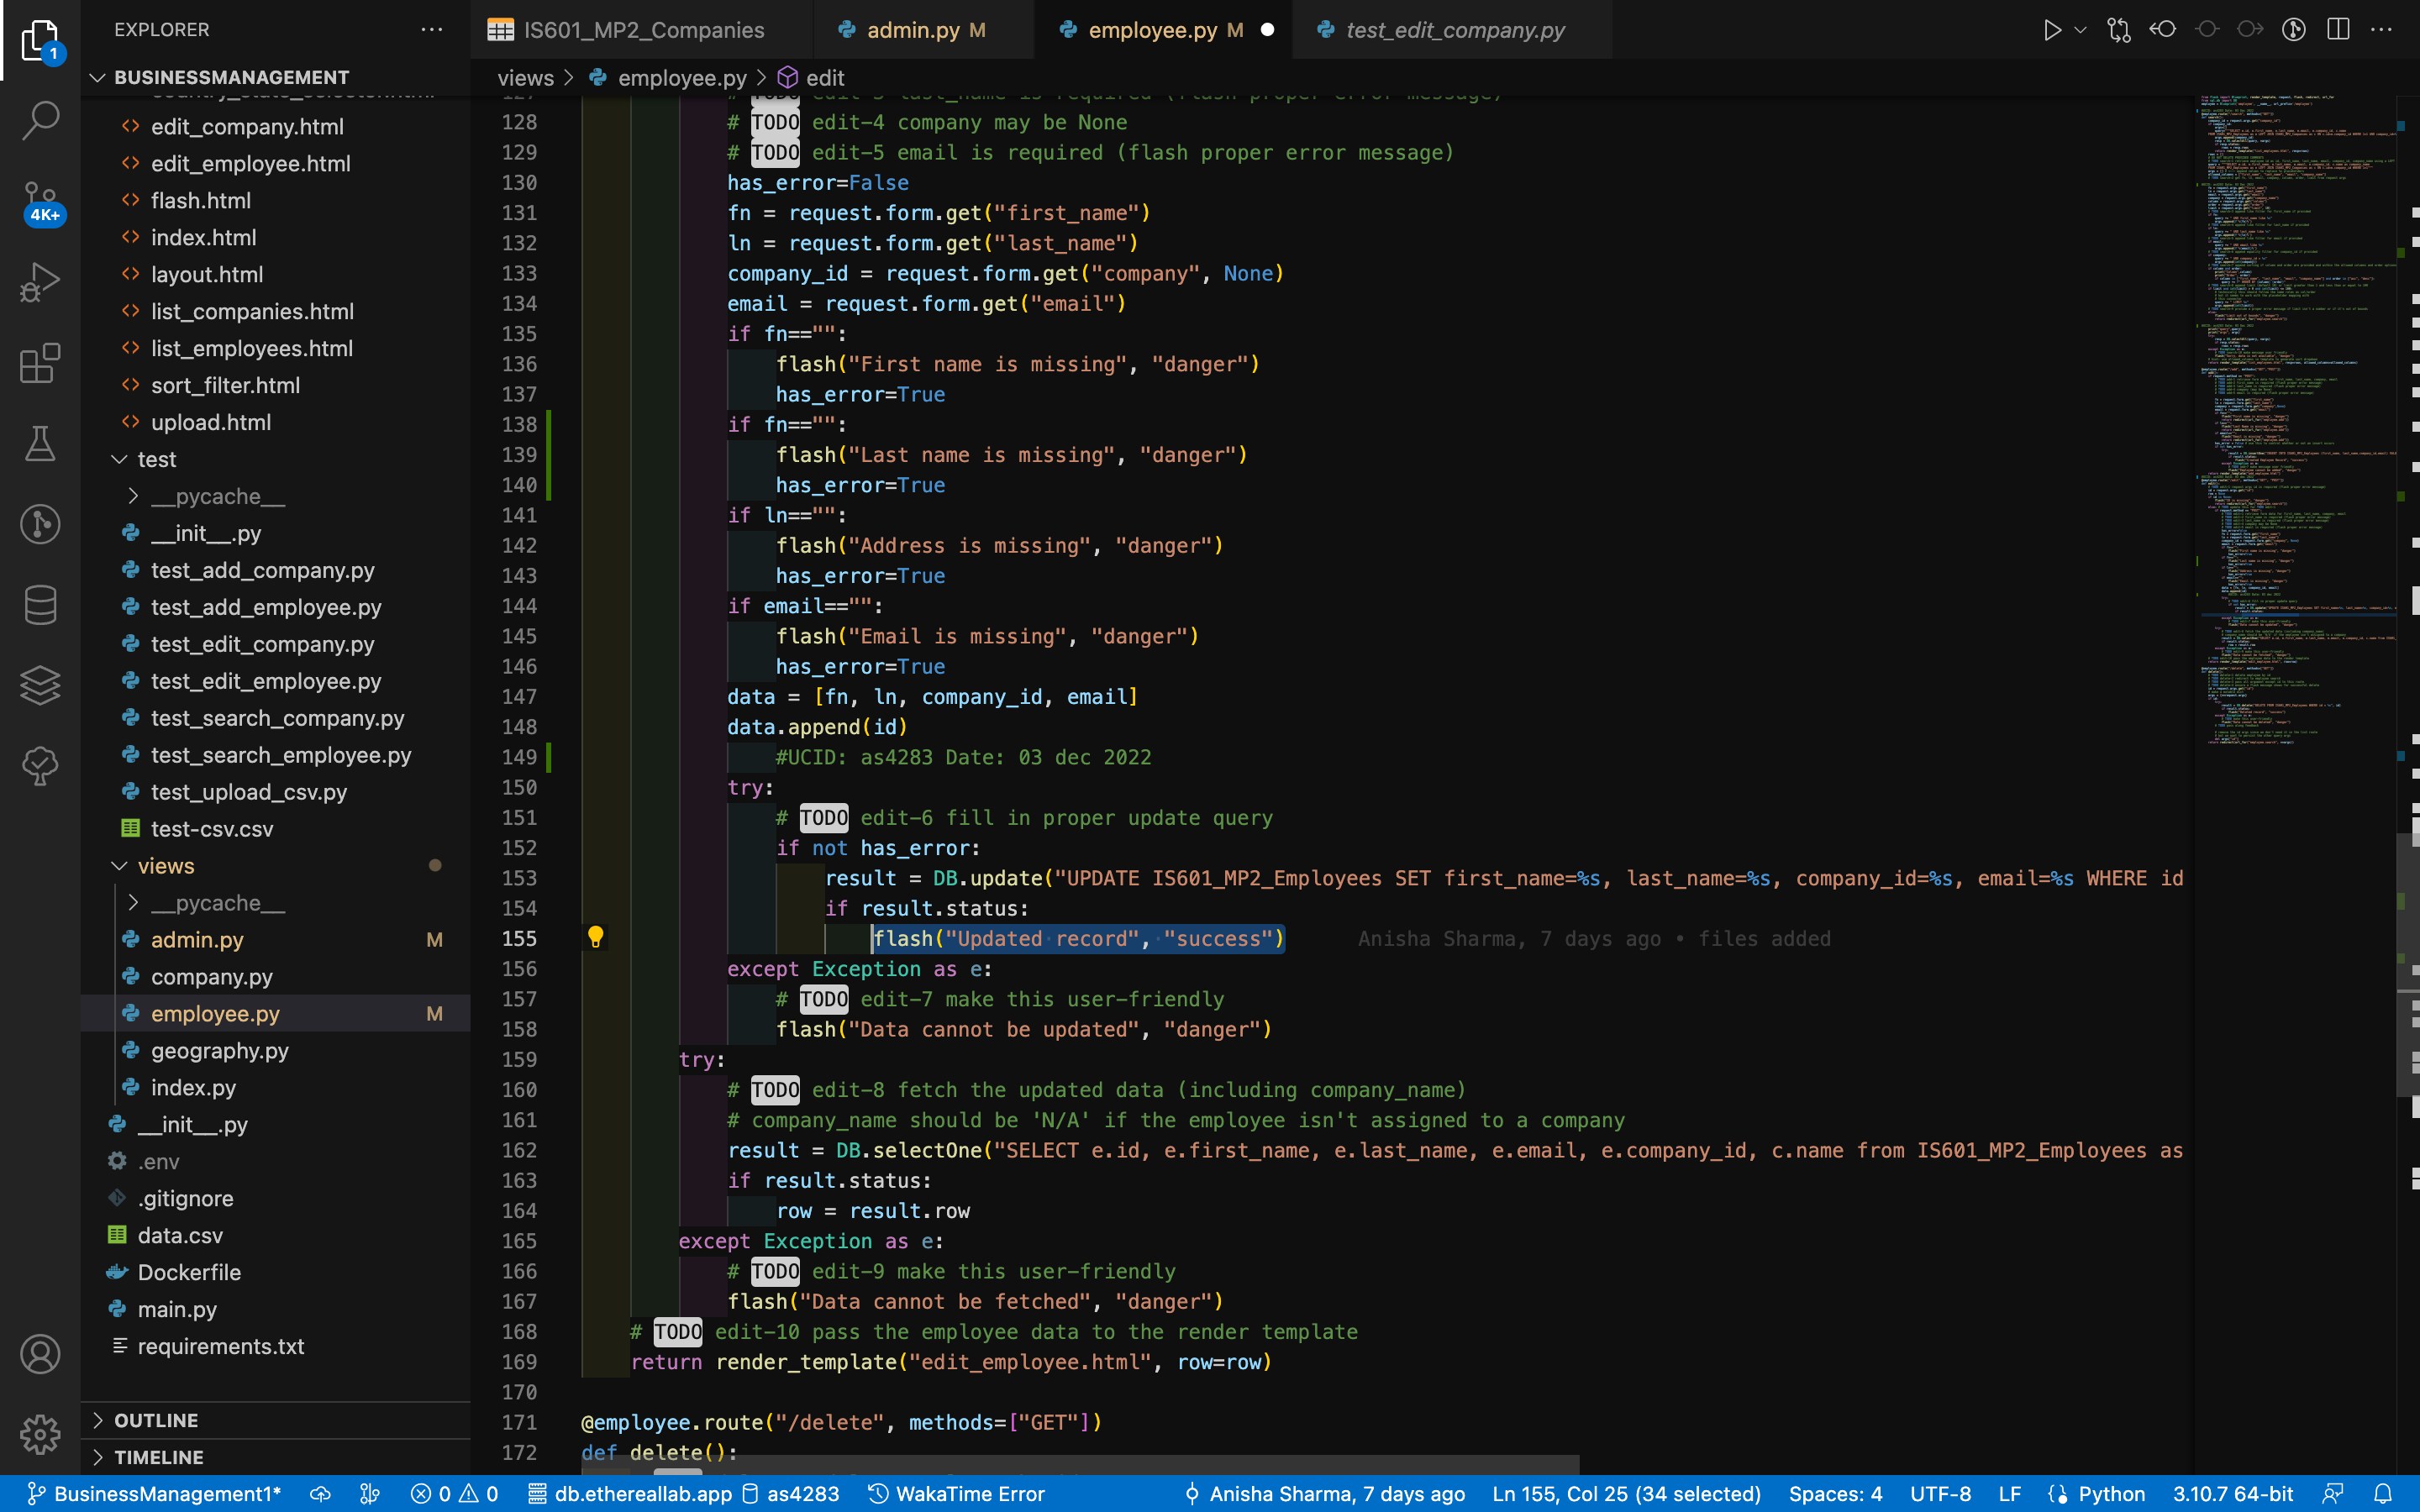 EXPLORER
IS601_MP2_Companies
admin.py M
employee.py M
test_edit_company.py
1
BUSINESSMANAGEMENT
views > employee.py > edit
edit_company.html
edit_employee.html
flash.html
index.html
layout.html
list_companies.html
list_employees.html
sort_filter.html
upload.html
test
__pycache__
__init__.py
test_add_company.py
test_add_employee.py
test_edit_company.py
test_edit_employee.py
test_search_company.py
test_search_employee.py
test_upload_csv.py
test-csv.csv
views
__pycache__
admin.py M
company.py
employee.py M
geography.py
index.py
__init__.py
.env
.gitignore
data.csv
Dockerfile
main.py
requirements.txt
OUTLINE
TIMELINE
4K+
128 # TODO edit-4 company may be None
129 # TODO edit-5 email is required (flash proper error message)
130 has_error=False
131 fn = request.form.get("first_name")
132 ln = request.form.get("last_name")
133 company_id = request.form.get("company", None)
134 email = request.form.get("email")
135 if fn=="":
136 flash("First name is missing", "danger")
137 has_error=True
138 if fn=="":
139 flash("Last name is missing", "danger")
140 has_error=True
141 if ln=="":
142 flash("Address is missing", "danger")
143 has_error=True
144 if email=="":
145 flash("Email is missing", "danger")
146 has_error=True
147 data = [fn, ln, company_id, email]
148 data.append(id)
149 #UCID: as4283 Date: 03 dec 2022
150 try:
151 # TODO edit-6 fill in proper update query
152 if not has_error:
153 result = DB.update("UPDATE IS601_MP2_Employees SET first_name=%s, last_name=%s, company_id=%s, email=%s WHERE id
154 if result.status:
155 flash("Updated record", "success") Anisha Sharma, 7 days ago • files added
156 except Exception as e:
157 # TODO edit-7 make this user-friendly
158 flash("Data cannot be updated", "danger")
159 try:
160 # TODO edit-8 fetch the updated data (including company_name)
161 # company_name should be 'N/A' if the employee isn't assigned to a company
162 result = DB.selectOne("SELECT e.id, e.first_name, e.last_name, e.email, e.company_id, c.name from IS601_MP2_Employees as
163 if result.status:
164 row = result.row
165 except Exception as e:
166 # TODO edit-9 make this user-friendly
167 flash("Data cannot be fetched", "danger")
168 # TODO edit-10 pass the employee data to the render template
169 return render_template("edit_employee.html", row=row)
170
171 @employee.route("/delete", methods=["GET"])
172 def delete():
BusinessManagement1* 0 0 db.ethereallab.app as4283 WakaTime Error Anisha Sharma, 7 days ago Ln 155, Col 25 (34 selected) Spaces: 4 UTF-8 LF Python 3.10.7 64-bit